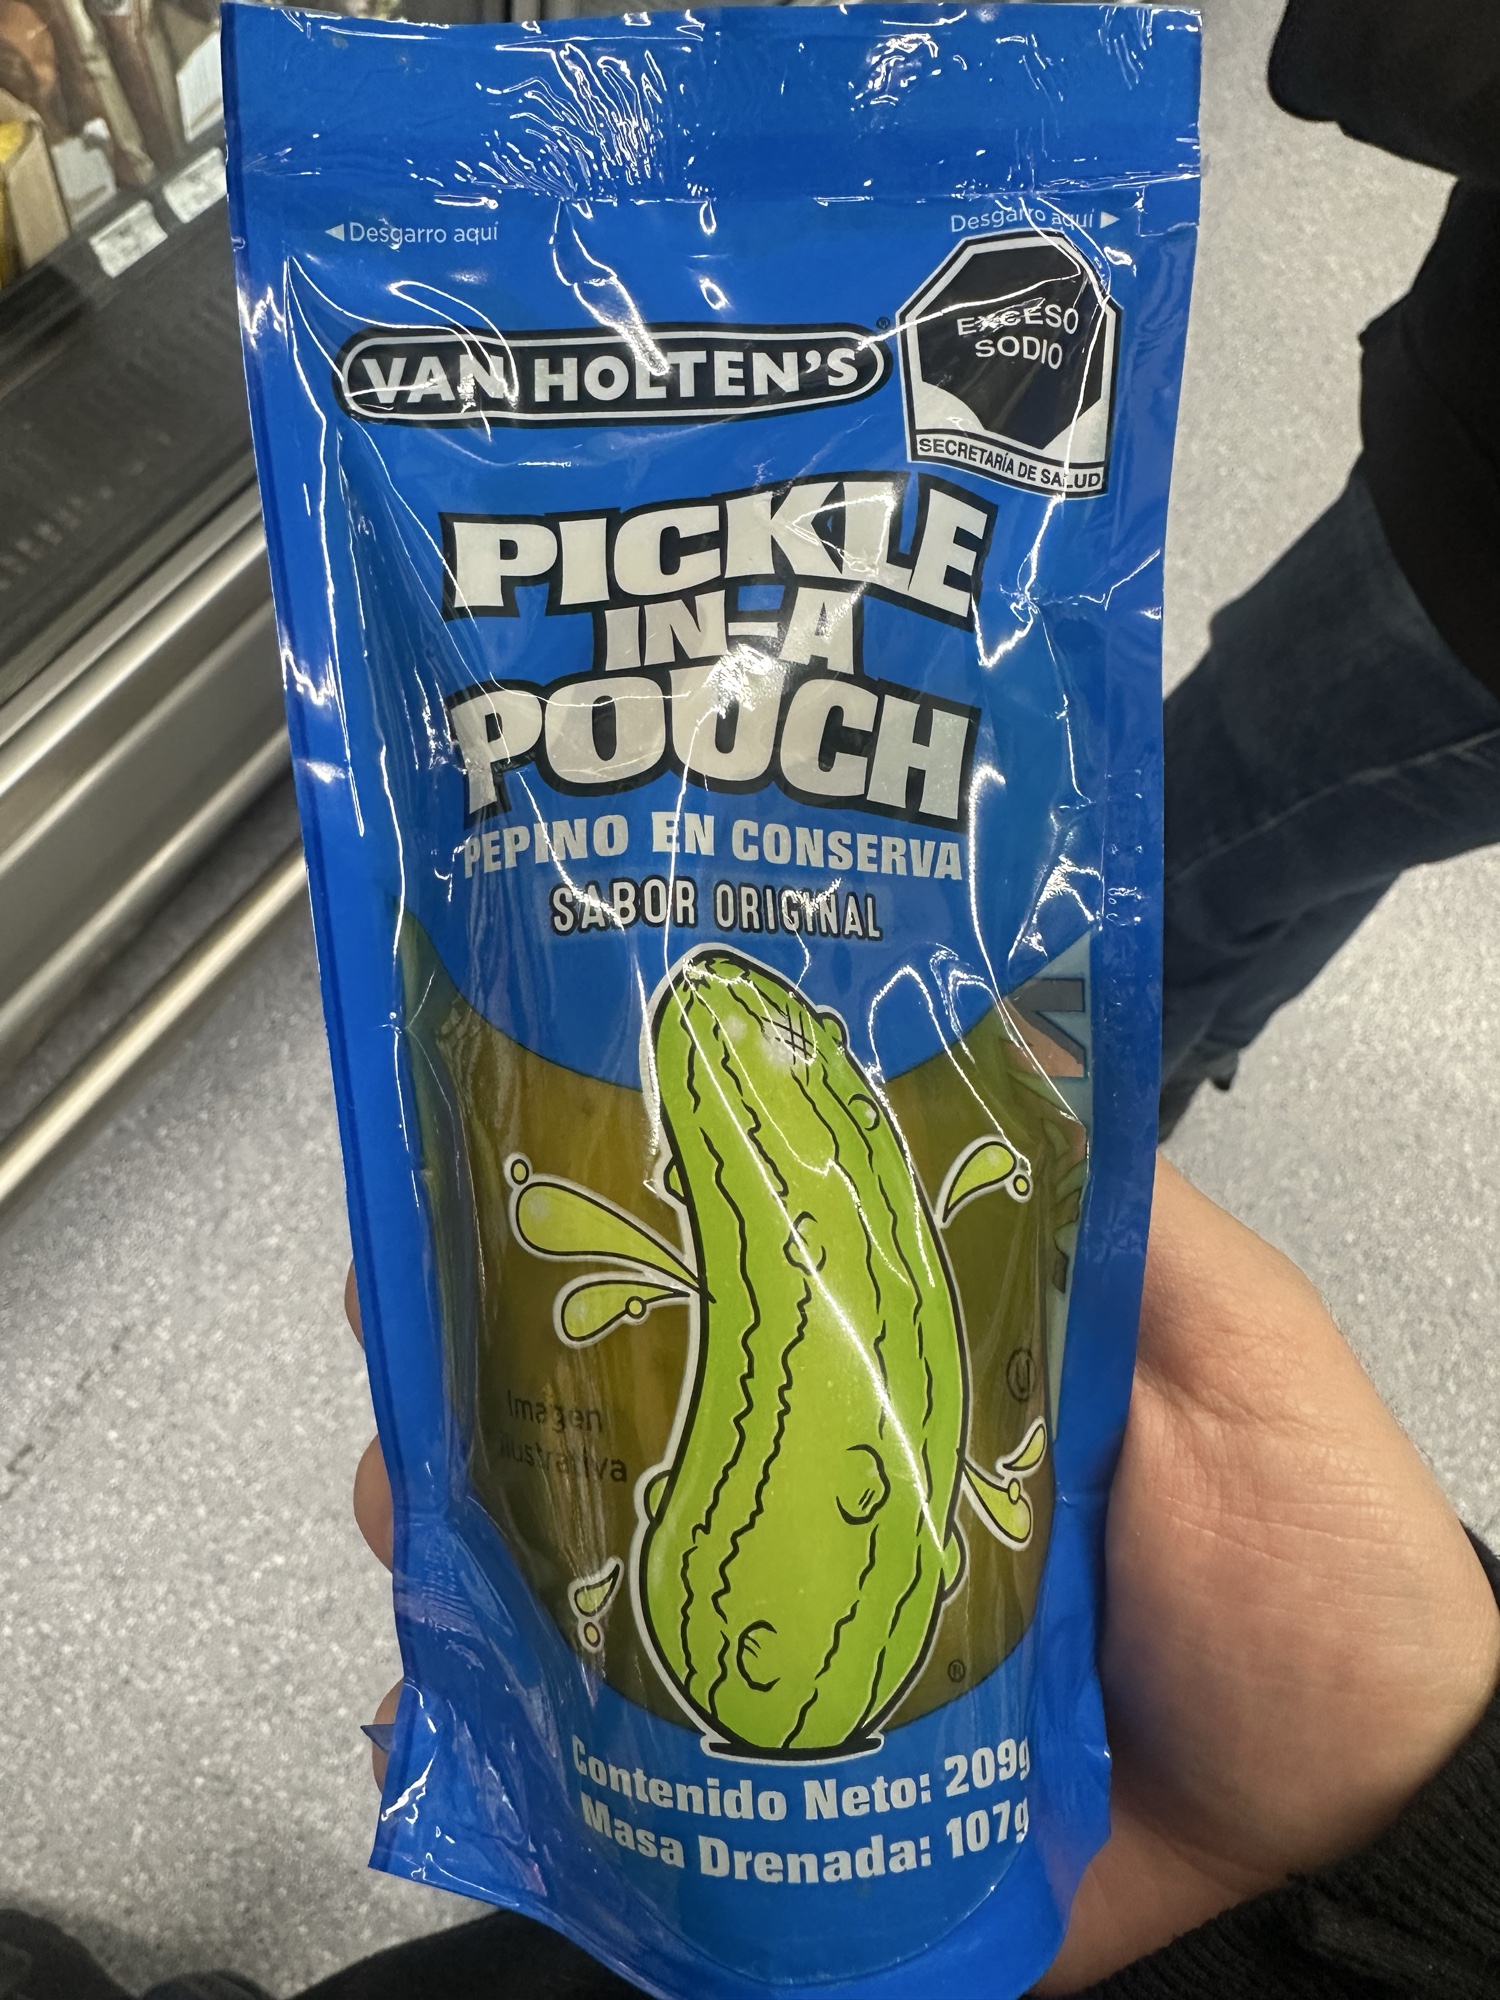 Desgarro aquí
Desgarro aquí
VAN HOLTEN'S®
EXCESO
SODIO
SECRETARÍA DE SALUD
PICKLE
IN-A
POUCH
PEPINO EN CONSERVA
SABOR ORIGINAL
Imagen
ilustrativa
U
®
Contenido Neto: 209g
Masa Drenada: 107g